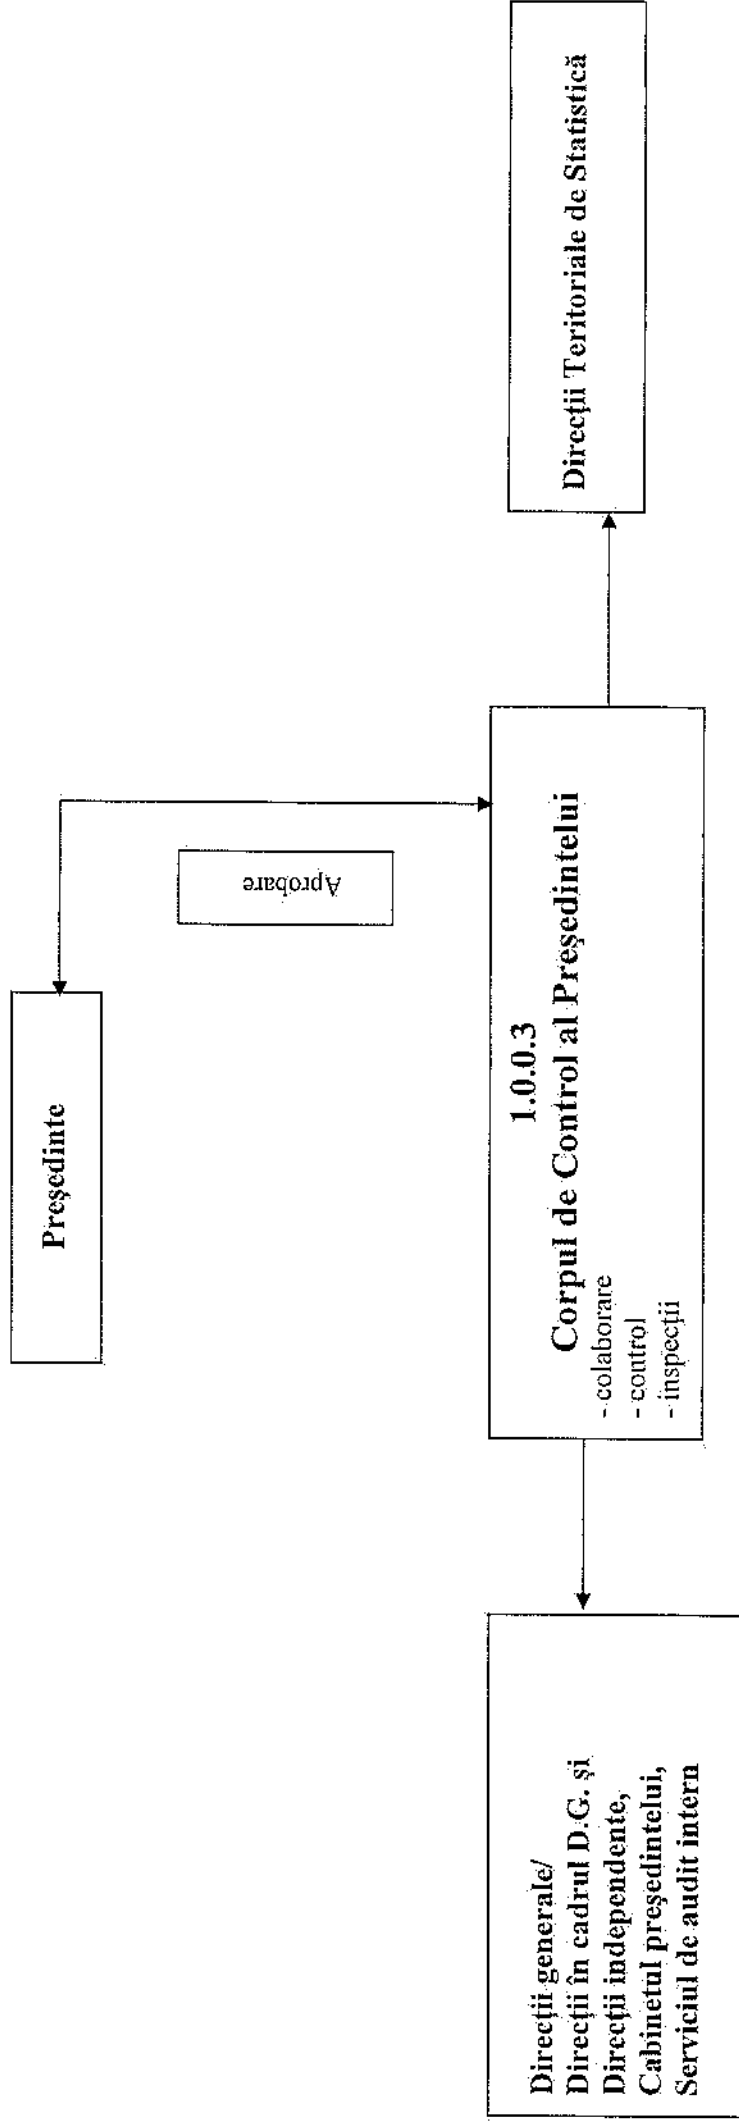 Președinte
Aprobare
1.0.0.3
Corpul de Control al Președintelui
- colaborare
- control
- inspecții
Direcții generale/
Direcții în cadrul D.G. și
Direcții independente,
Cabinetul președintelui,
Serviciul de audit intern
Direcții Teritoriale de Statistică